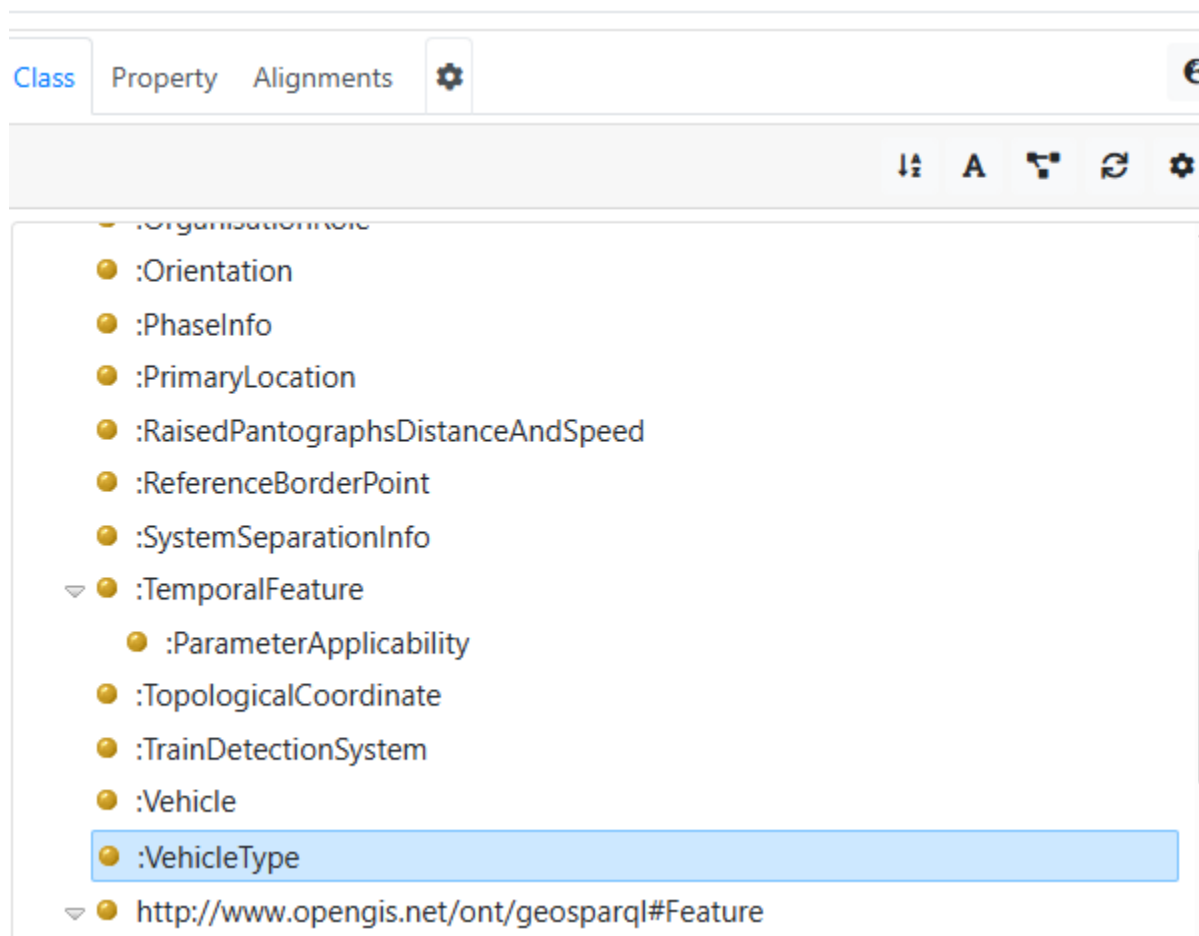 Class Property Alignments
:OrganisationRole
:Orientation
:PhaseInfo
:PrimaryLocation
:RaisedPantographsDistanceAndSpeed
:ReferenceBorderPoint
:SystemSeparationInfo
:TemporalFeature
:ParameterApplicability
:TopologicalCoordinate
:TrainDetectionSystem
:Vehicle
:VehicleType
http://www.opengis.net/ont/geosparql#Feature